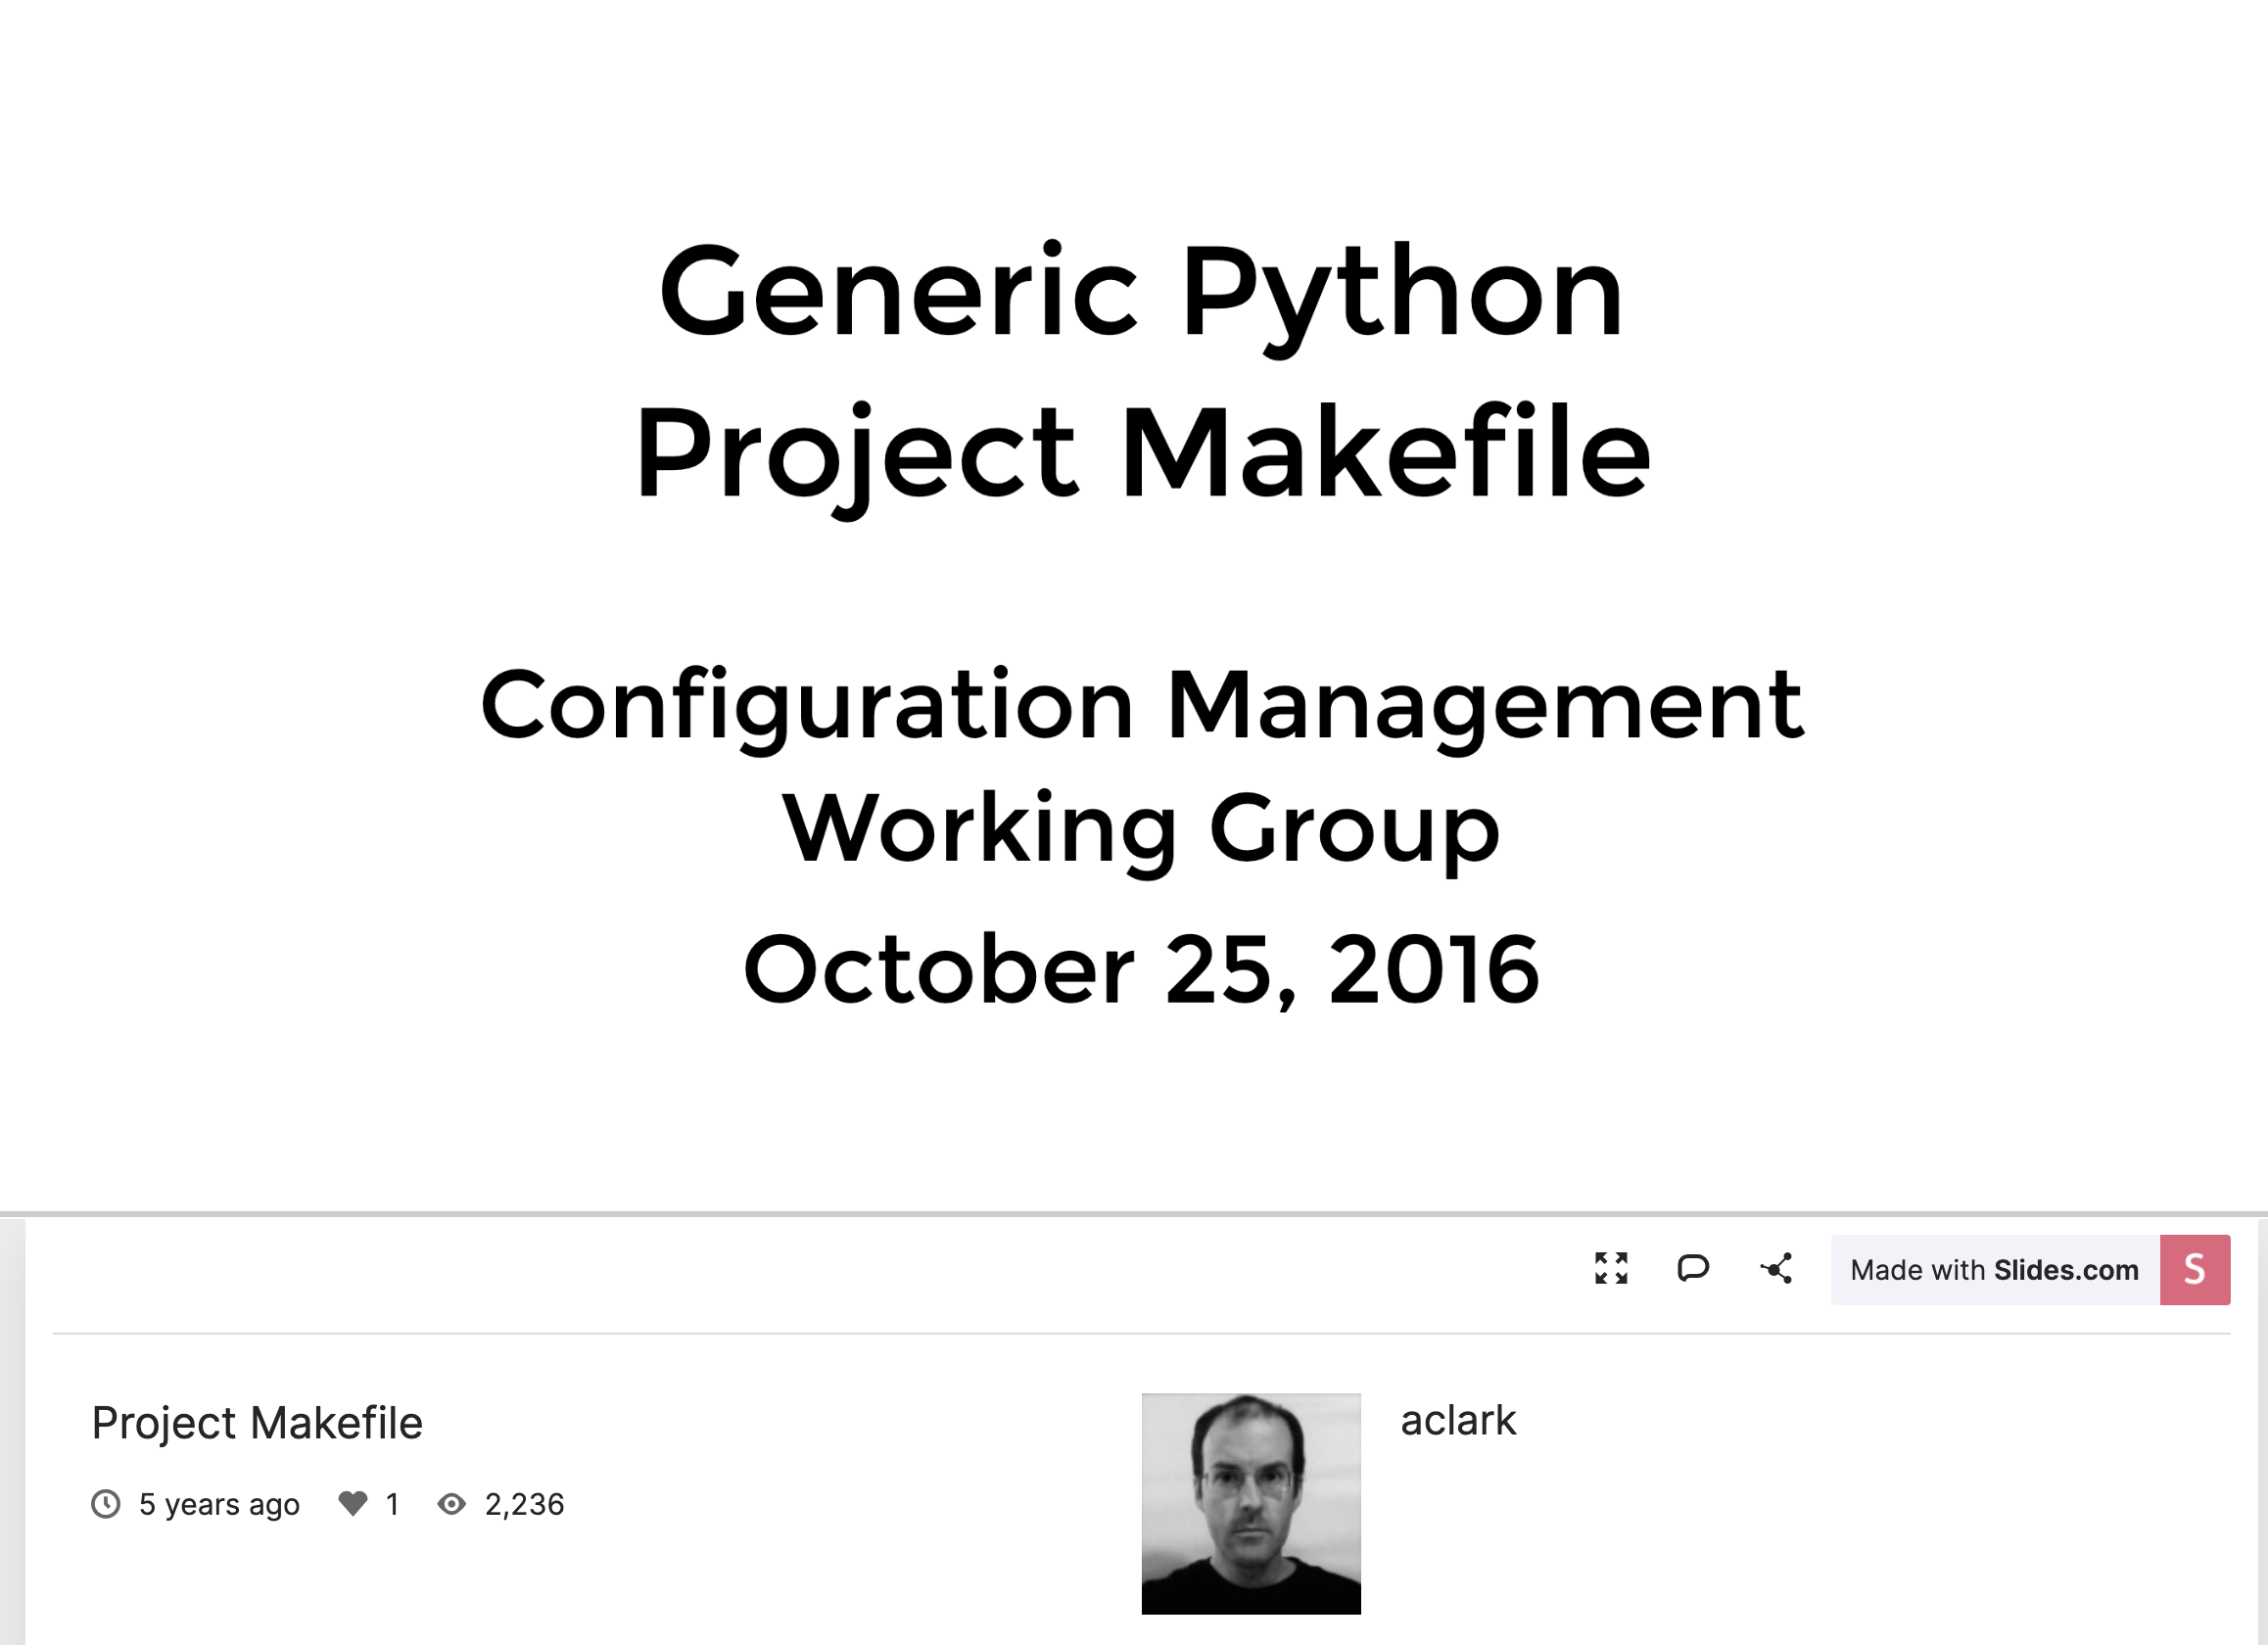 Generic Python
Project Makefile
Configuration Management
Working Group
October 25, 2016
Made with Slides.com S
Project Makefile
aclark
5 years ago 1 2,236